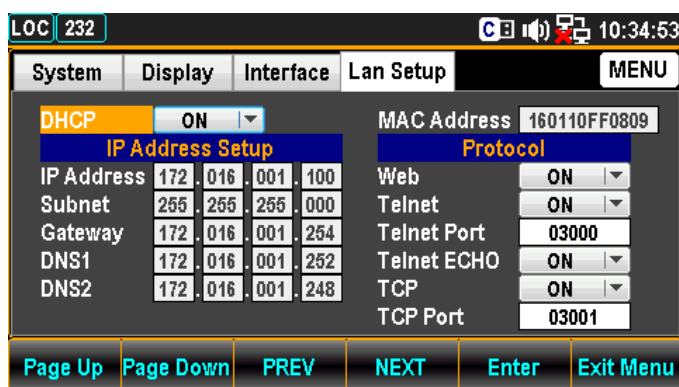 LOC 232 C 10:34:53
System Display Interface Lan Setup MENU
DHCP ON
IP Address Setup
IP Address 172 . 016 . 001 . 100
Subnet 255 . 255 . 255 . 000
Gateway 172 . 016 . 001 . 254
DNS1 172 . 016 . 001 . 252
DNS2 172 . 016 . 001 . 248
MAC Address 160110FF0809
Protocol
Web ON
Telnet ON
Telnet Port 03000
Telnet ECHO ON
TCP ON
TCP Port 03001
Page Up Page Down PREV NEXT Enter Exit Menu